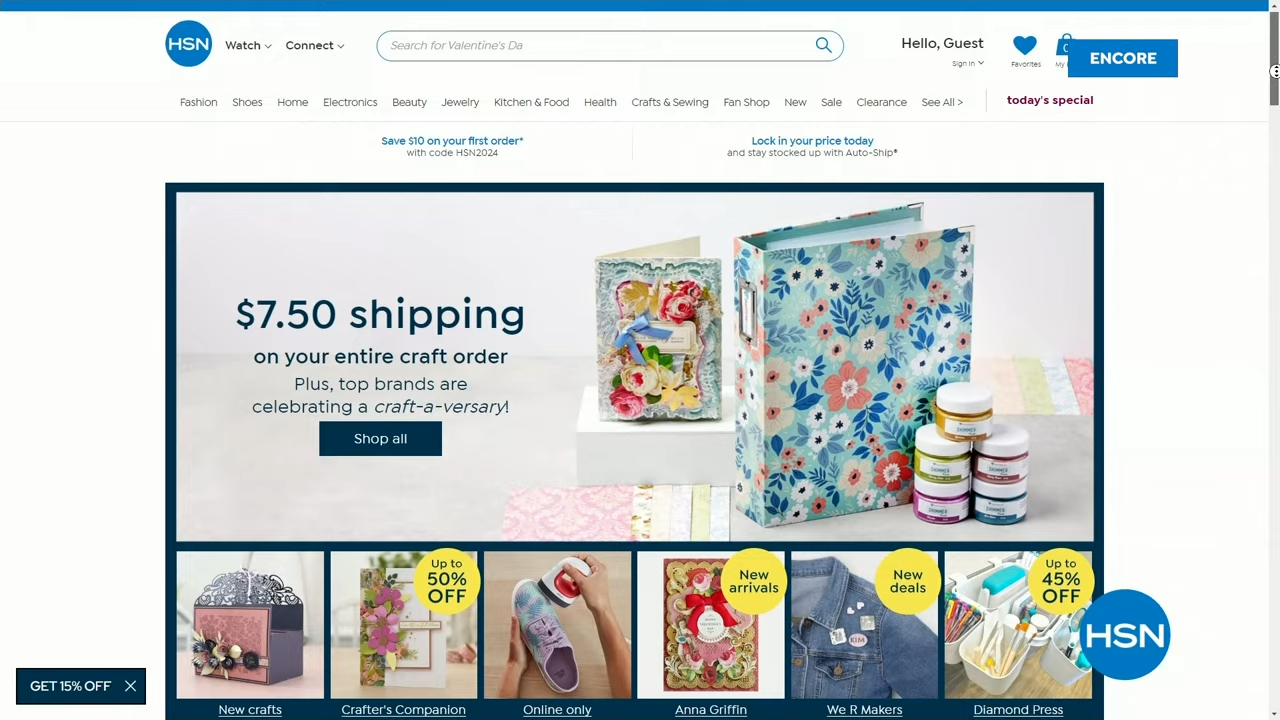 HSN
Watch
Connect
Search for Valentine's Da
Hello, Guest
Sign In
Favorites
My
ENCORE
Fashion
Shoes
Home
Electronics
Beauty
Jewelry
Kitchen & Food
Health
Crafts & Sewing
Fan Shop
New
Sale
Clearance
See All >
today's special
Save $10 on your first order*
with code HSN2024
Lock in your price today
and stay stocked up with Auto-Ship®
$7.50 shipping
on your entire craft order
Plus, top brands are
celebrating a craft-a-versary!
Shop all
Up to
50%
OFF
New
arrivals
New
deals
KIM
Up to
45%
OFF
HSN
GET 15% OFF
New crafts
Crafter's Companion
Online only
Anna Griffin
We R Makers
Diamond Press